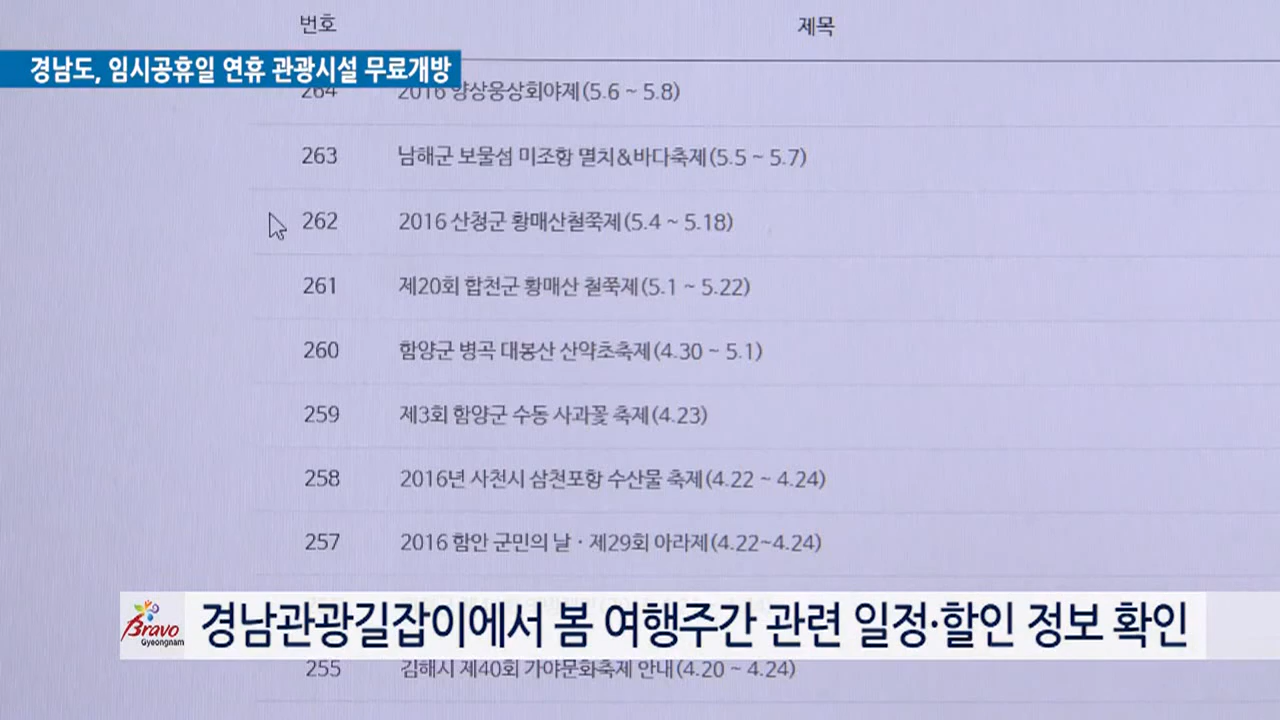 번호 제목
경남도, 임시공휴일 연휴 관광시설 무료개방
264 2016 양상웅상회야제(5.6 ~ 5.8)
263 남해군 보물섬 미조항 멸치&바다축제(5.5 ~ 5.7)
262 2016 산청군 황매산철쭉제(5.4 ~ 5.18)
261 제20회 합천군 황매산 철쭉제(5.1 ~ 5.22)
260 함양군 병곡 대봉산 산약초축제(4.30 ~ 5.1)
259 제3회 함양군 수동 사과꽃 축제(4.23)
258 2016년 사천시 삼천포항 수산물 축제(4.22 ~ 4.24)
257 2016 함안 군민의 날 · 제29회 아라제(4.22~4.24)
Bravo
Gyeongnam
경남관광길잡이에서 봄 여행주간 관련 일정·할인 정보 확인
255 김해시 제40회 가야문화축제 안내(4.20 ~ 4.24)